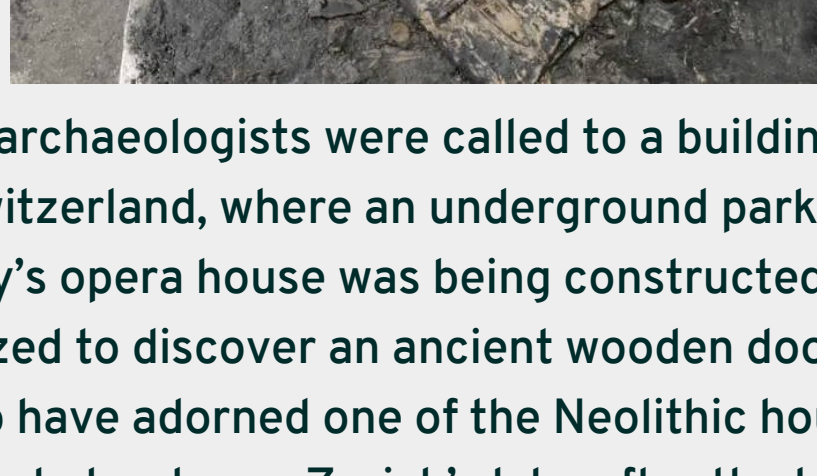 archaeologists were called to a buildin
witzerland, where an underground park
y’s opera house was being constructed
zed to discover an ancient wooden doo
have adorned one of the Neolithic hou